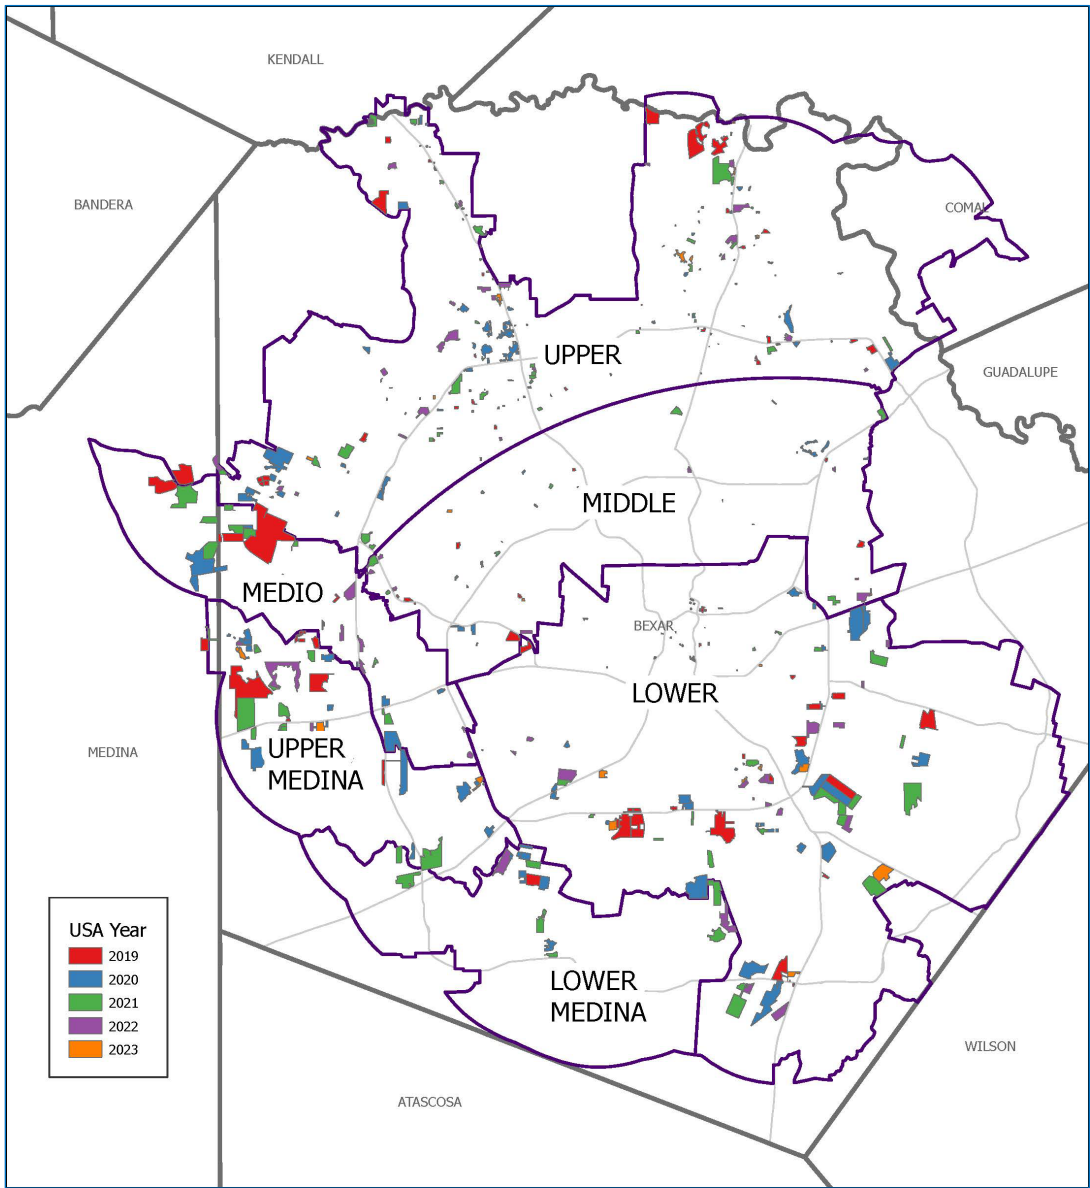 KENDALL
BANDERA
COMAL
UPPER
GUADALUPE
MIDDLE
MEDIO
BEXAR
LOWER
MEDINA
UPPER
MEDINA
USA Year
2019
2020
2021
2022
2023
LOWER
MEDINA
WILSON
ATASCOSA